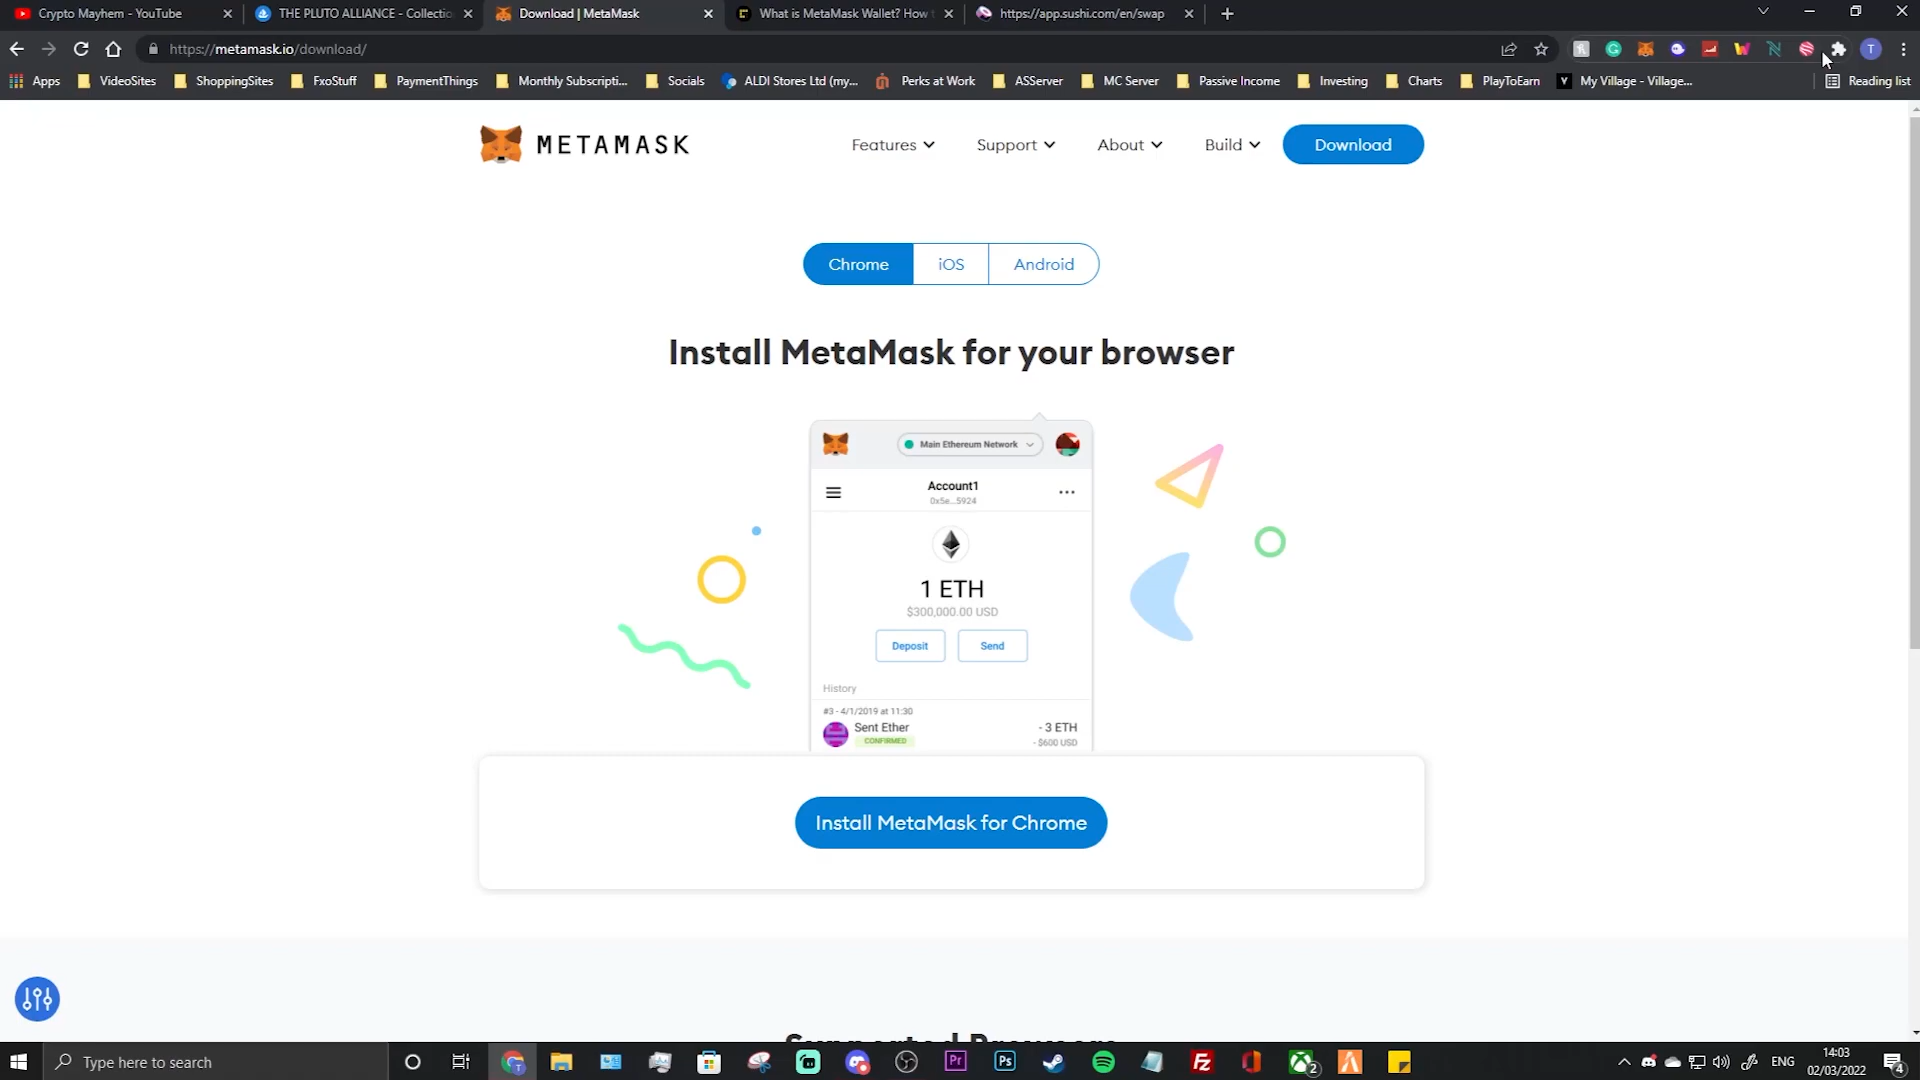 Crypto Mayhem - YouTube
THE PLUTO ALLIANCE - Collectio
Download | MetaMask
What is MetaMask Wallet? How t
https://app.sushi.com/en/swap
https://metamask.io/download/
T
Apps
VideoSites
ShoppingSites
FxoStuff
PaymentThings
Monthly Subscripti...
Socials
ALDI Stores Ltd (my...
Perks at Work
ASServer
MC Server
Passive Income
Investing
Charts
PlayToEarn
My Village - Village...
Reading list
METAMASK
Features
Support
About
Build
Download
Chrome
iOS
Android
Install MetaMask for your browser
Main Ethereum Network
Account1
0x5e...5924
1 ETH
$300,000.00 USD
Deposit
Send
History
#3 - 4/1/2019 at 11:30
Sent Ether
- 3 ETH
CONFIRMED
- $600 USD
Install MetaMask for Chrome
Supported Browsers
Type here to search
ENG
14:03
02/03/2022